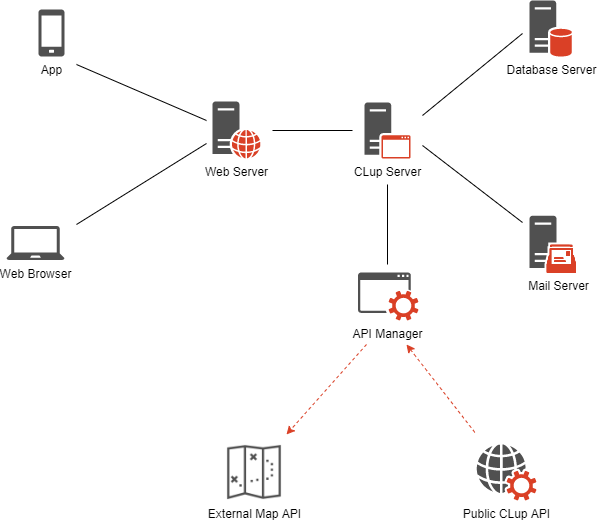 App
Database Server
Web Server
CLup Server
Web Browser
Mail Server
API Manager
External Map API
Public CLup API